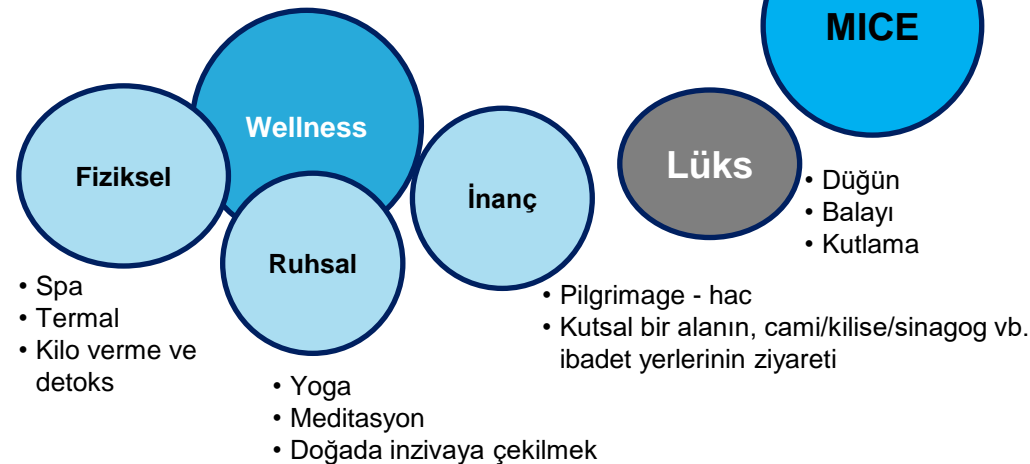 MICE
Wellness
Fiziksel
Lüks
İnanç
• Düğün
• Balayı
• Kutlama
Ruhsal
• Spa
• Termal
• Kilo verme ve
detoks
• Pilgrimage - hac
• Kutsal bir alanın, cami/kilise/sinagog vb.
ibadet yerlerinin ziyareti
• Yoga
• Meditasyon
• Doğada inzivaya çekilmek